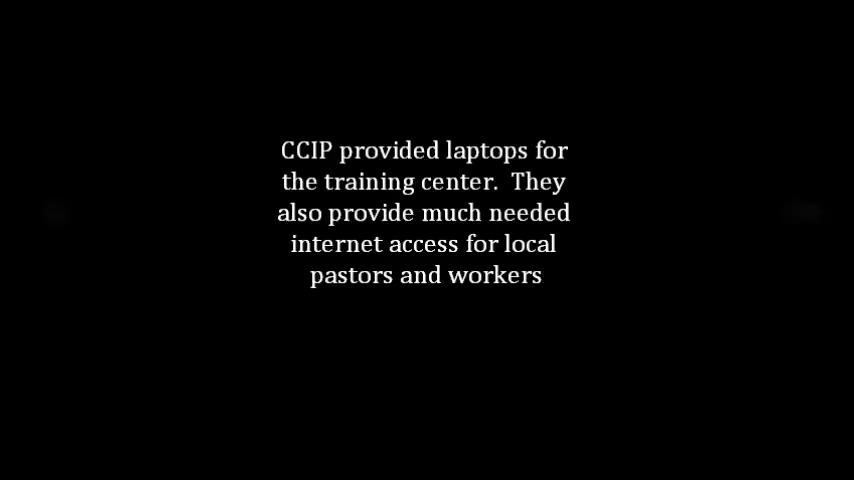 CCIP provided laptops for
the training center.  They
also provide much needed
internet access for local
pastors and workers